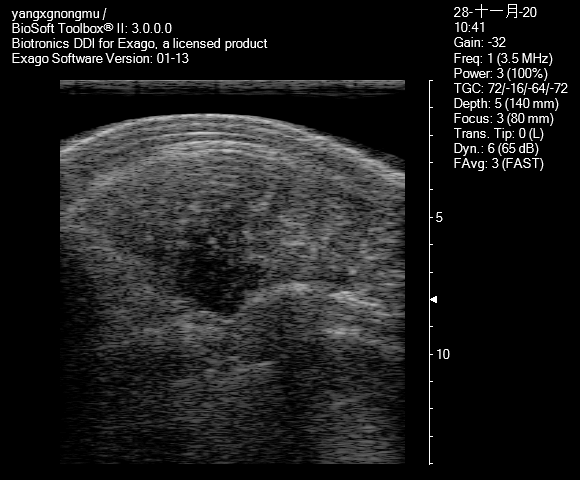 yangxgnongmu /
BioSoft Toolbox® II: 3.0.0.0
Biotronics DDI for Exago, a licensed product
Exago Software Version: 01-13
28-十一月-20
10:41
Gain: -32
Freq: 1 (3.5 MHz)
Power: 3 (100%)
TGC: 72/-16/-64/-72
Depth: 5 (140 mm)
Focus: 3 (80 mm)
Trans. Tip: 0 (L)
Dyn.: 6 (65 dB)
FAvg: 3 (FAST)
5
10